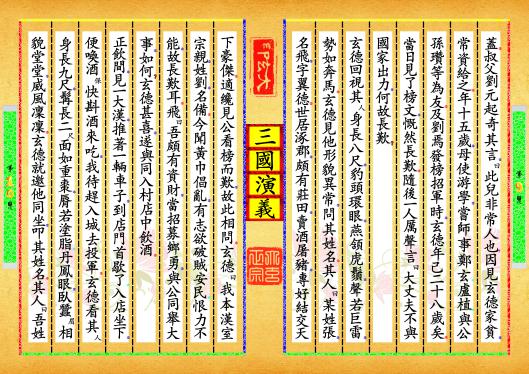 蓋叔父劉元起奇其言曰此兒非常人也因見玄德家貧
常資給之年十五歲母使游學嘗師事鄭玄盧植與公
孫瓚等為友及劉焉發榜招軍時玄德年己二十八歲矣
當日見了榜文慨然長歎隨後一人厲聲言曰大丈夫不與
國家出力何故長歎
玄德回視其人身長八尺豹頭環眼燕頷虎鬚聲若巨雷
勢如奔馬玄德見他形貌異常問其姓名其人曰某姓張
名飛字翼德世居涿郡頗有莊田賣酒屠豬專好結交天
三國演義
下豪傑適纔見公看榜而歎故此相問玄德曰我本漢室
宗親姓劉名備今聞黃巾倡亂有志欲破賊安民恨力不
能故長歎耳飛曰吾頗有資財當招募鄉勇與公同舉大
事如何玄德甚喜遂與同入村店中飲酒
正飲間見一大漢推著一輛車子到店門首歇了入店坐下
便喚酒保快斟酒來吃我待趕入城去投軍玄德看其人
身長九尺髯長二尺面如重棗唇若塗脂丹鳳眼臥蠶眉相
貌堂堂威風凜凜玄德就邀他同坐叩其姓名其人曰吾姓